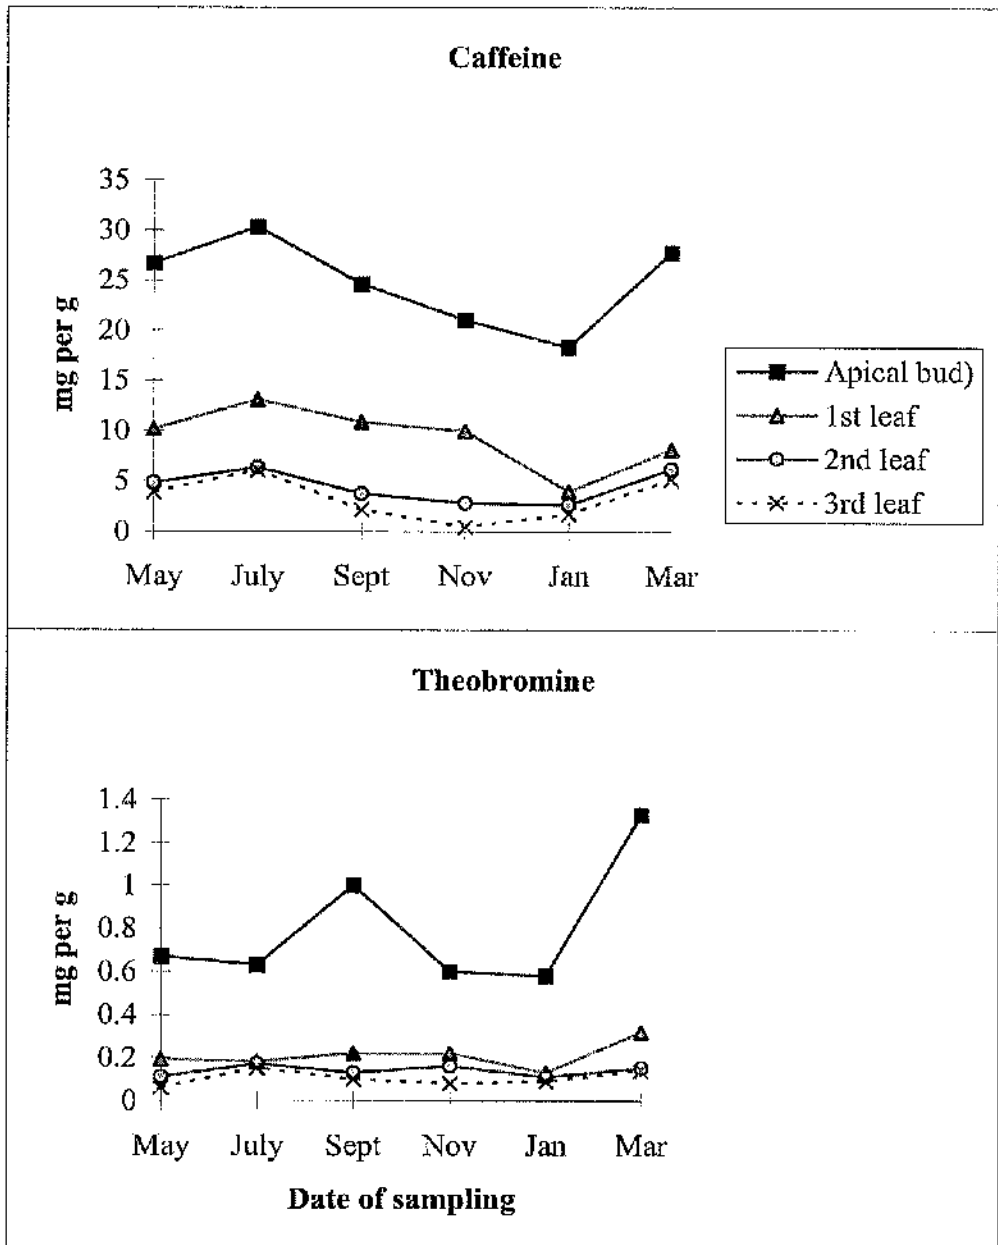 Caffeine
35
30
25
20
15
10
5
0
mg per g
May July Sept Nov Jan Mar
Apical bud)
1st leaf
2nd leaf
3rd leaf
Theobromine
1.4
1.2
1
0.8
0.6
0.4
0.2
0
mg per g
May July Sept Nov Jan Mar
Date of sampling